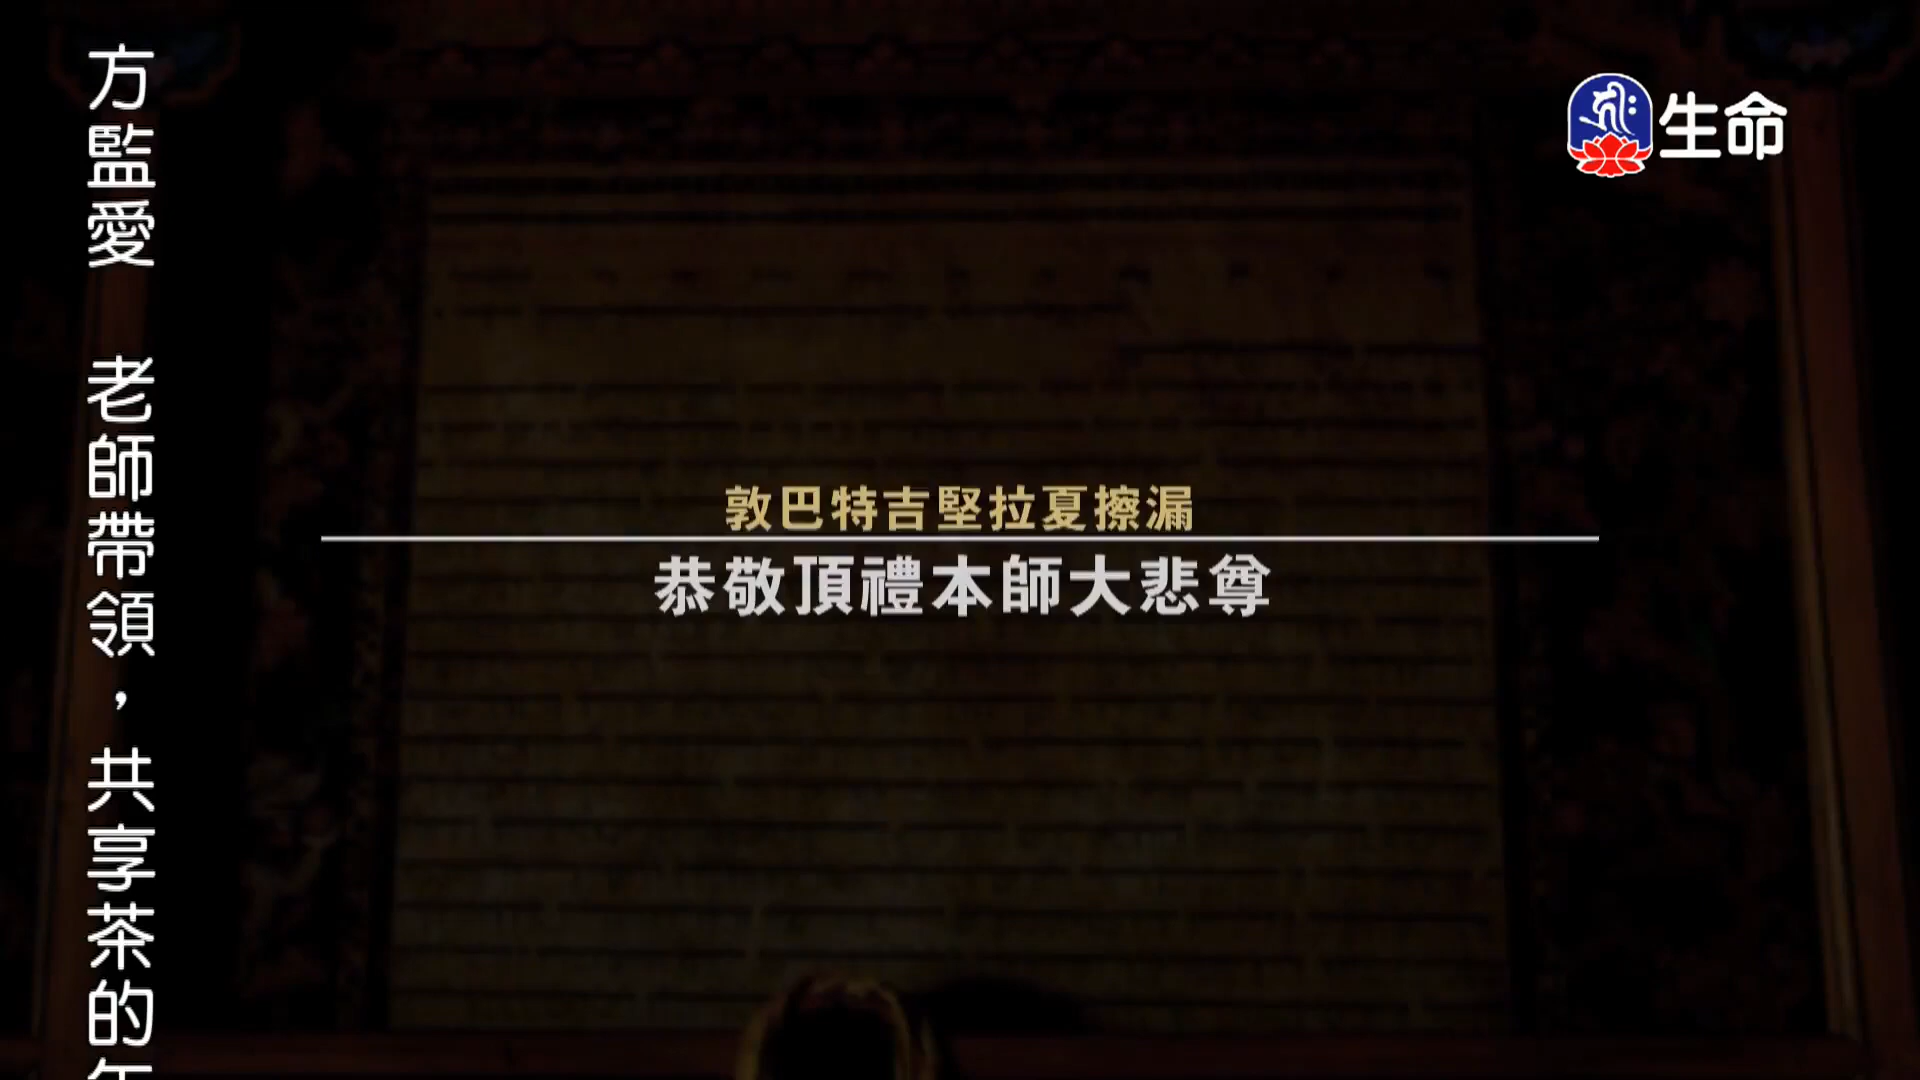 方監愛　老師帶領，共享茶的
生命
敦巴特吉堅拉夏擦漏
恭敬頂禮本師大悲尊